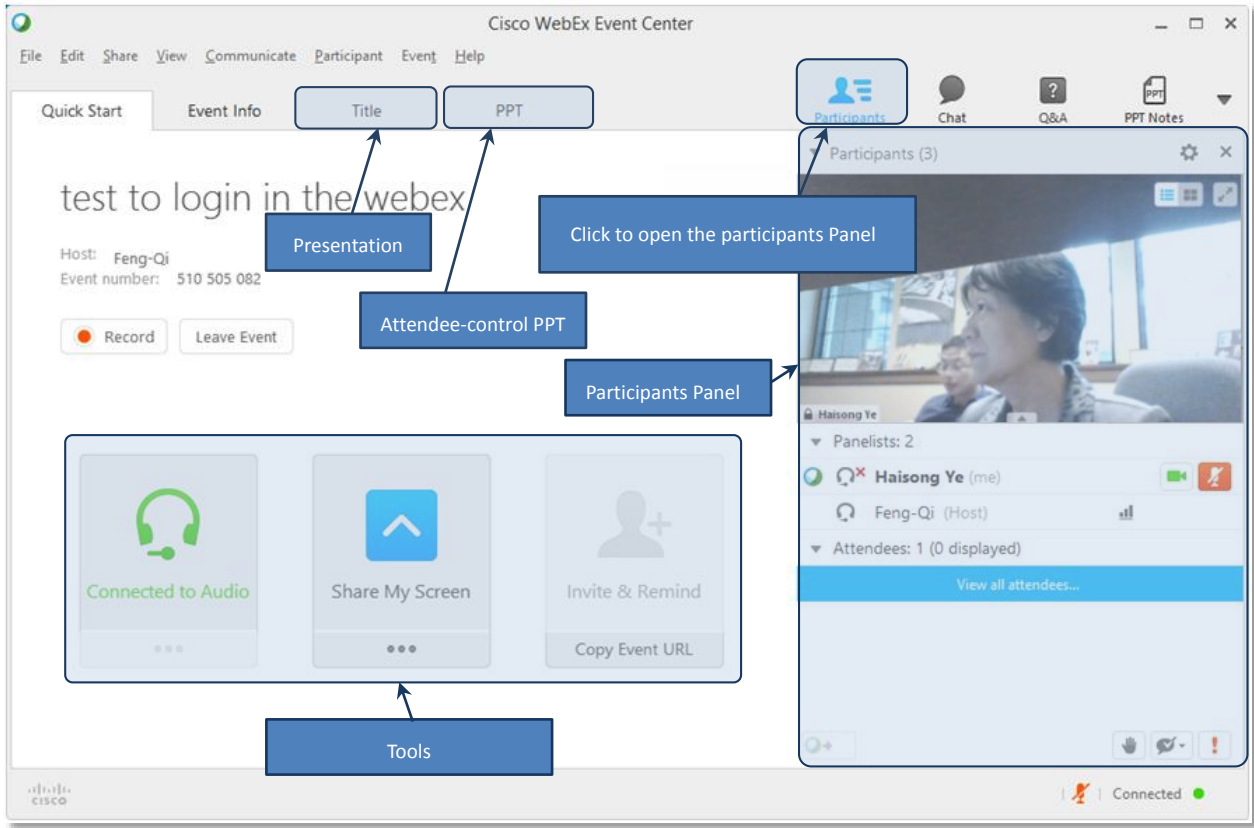 Cisco WebEx Event Center
File Edit Share View Communicate Participant Event Help
Quick Start Event Info Title PPT
Participants Chat Q&A PPT Notes
PPT
?
Participants (3)
test to login in the webex
Presentation
Click to open the participants Panel
Host: Feng-Qi
Event number: 510 505 082
Attendee-control PPT
Record Leave Event
Participants Panel
Haisong Ye
Panelists: 2
Haisong Ye (me)
Feng-Qi (Host)
Attendees: 1 (0 displayed)
View all attendees...
Connected to Audio
Share My Screen
Invite & Remind
Copy Event URL
Tools
CISCO
Connected